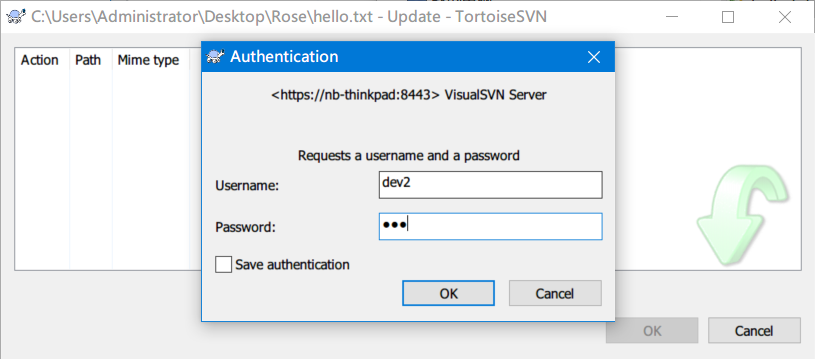 C:\Users\Administrator\Desktop\Rose\hello.txt - Update - TortoiseSVN
Action Path Mime type
Authentication
<https://nb-thinkpad:8443> VisualSVN Server
Requests a username and a password
Username: dev2
Password: ●●●
Save authentication
OK Cancel
OK Cancel